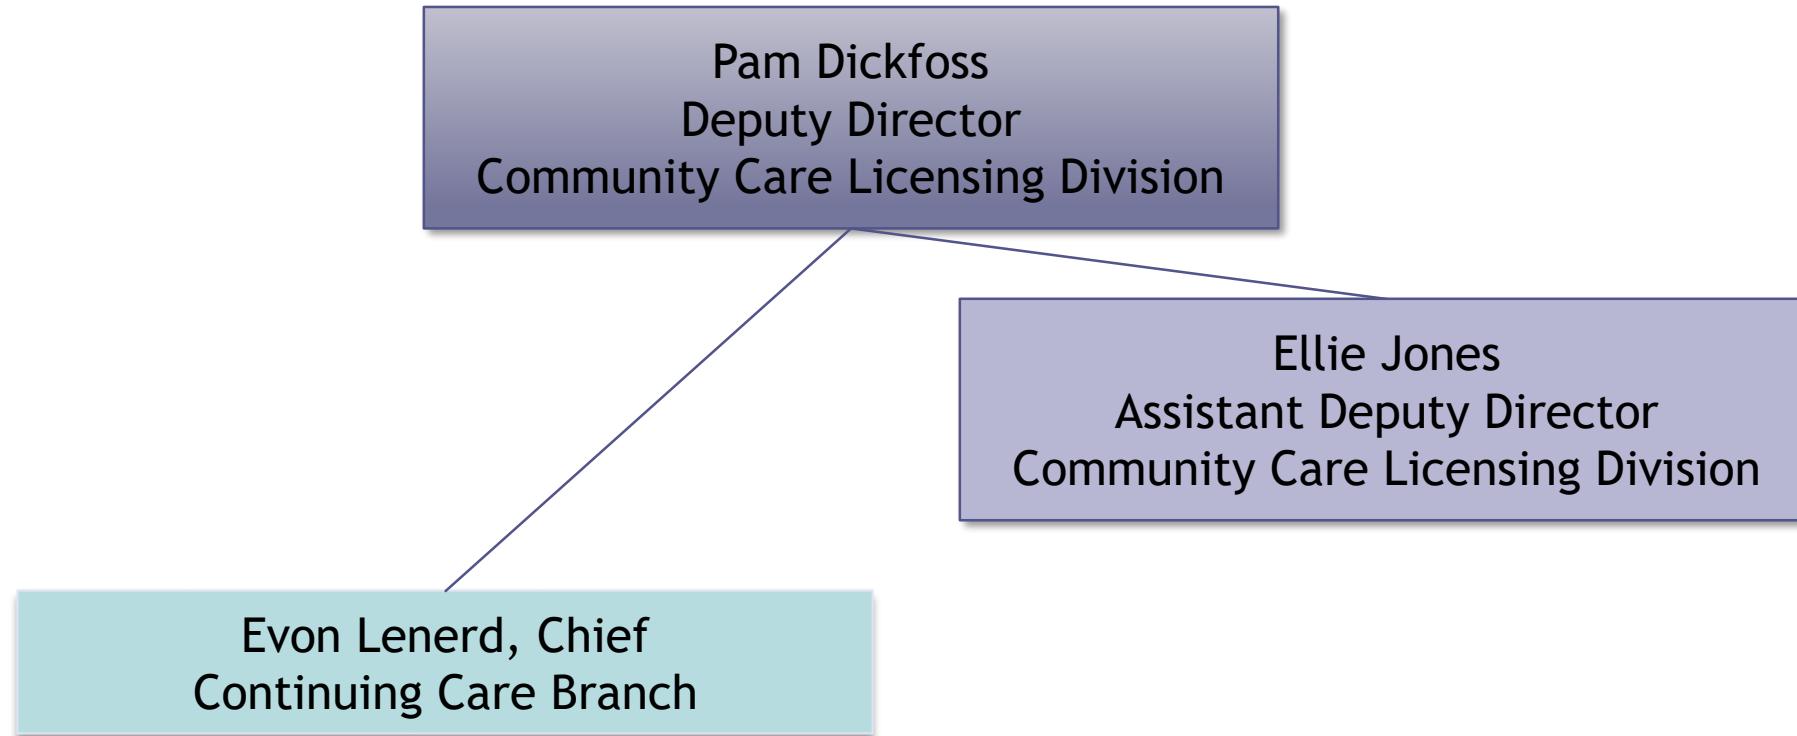 Pam Dickfoss
Deputy Director
Community Care Licensing Division
Ellie Jones
Assistant Deputy Director
Community Care Licensing Division
Evon Lenerd, Chief
Continuing Care Branch